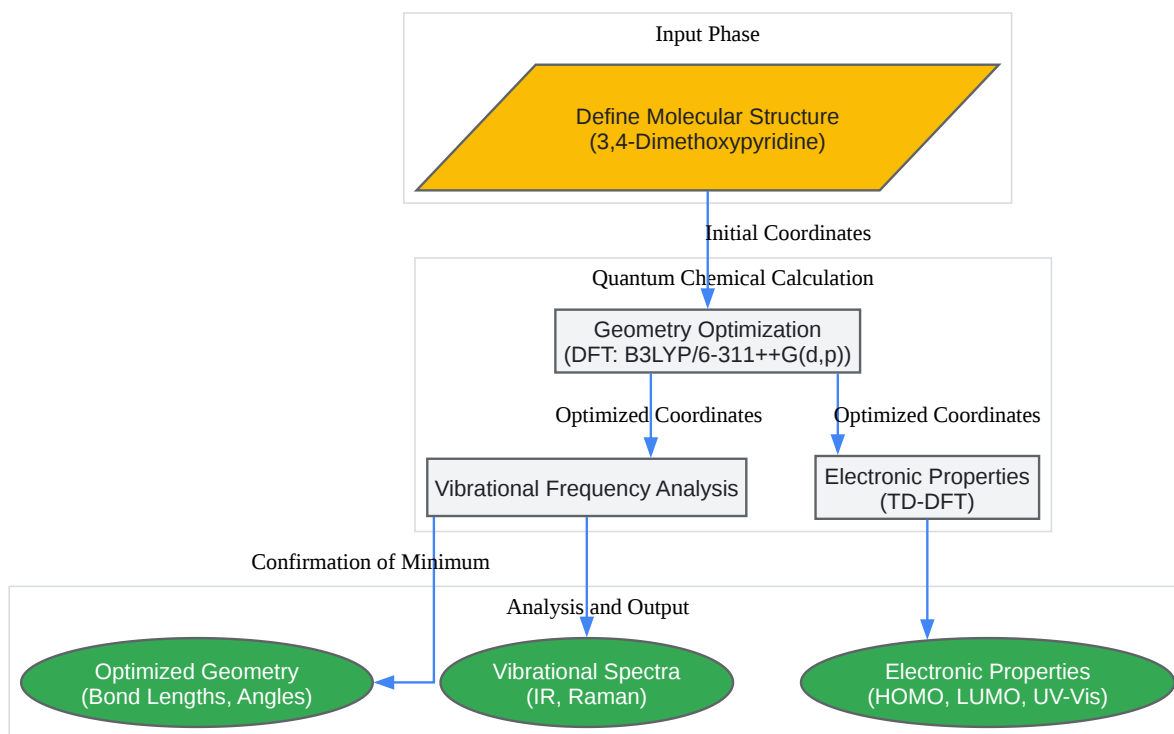 Input Phase
Define Molecular Structure
(3,4-Dimethoxypyridine)
Initial Coordinates
Quantum Chemical Calculation
Geometry Optimization
(DFT: B3LYP/6-311++G(d,p))
Optimized Coordinates
Optimized Coordinates
Vibrational Frequency Analysis
Electronic Properties
(TD-DFT)
Confirmation of Minimum
Analysis and Output
Optimized Geometry
(Bond Lengths, Angles)
Vibrational Spectra
(IR, Raman)
Electronic Properties
(HOMO, LUMO, UV-Vis)